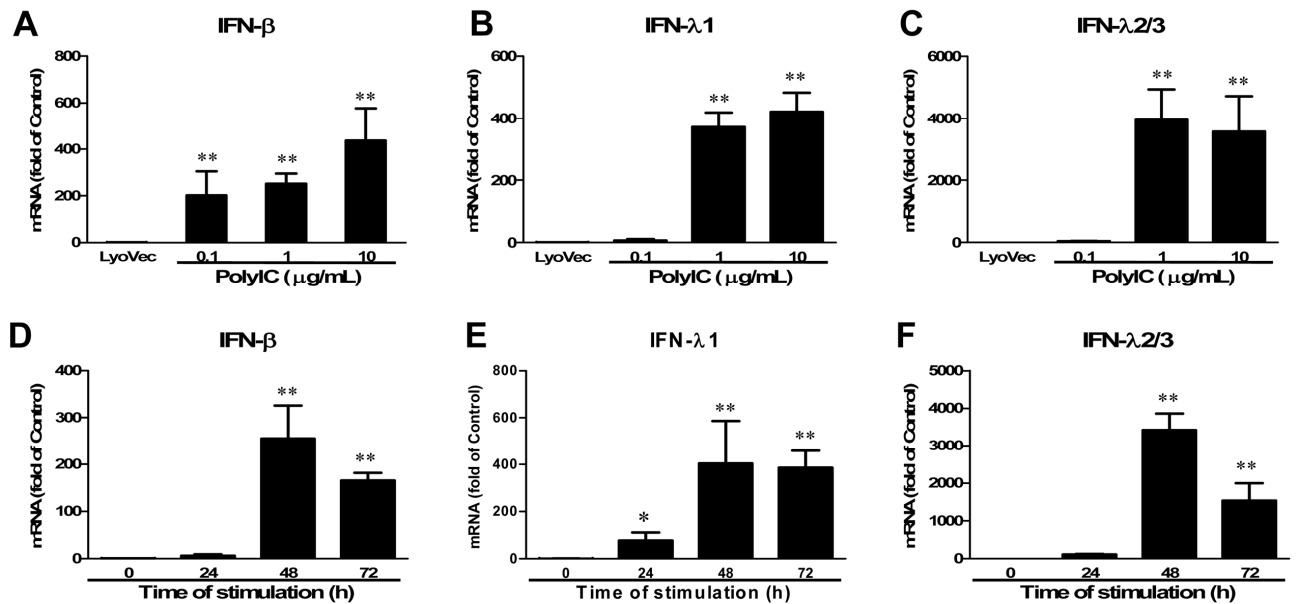 A
IFN-β
mRNA (fold of Control)
800
600
400
200
0
**
**
**
LyoVec
0.1
1
10
PolyIC (μg/mL)
B
IFN-λ1
mRNA (fold of Control)
600
400
200
0
**
**
LyoVec
0.1
1
10
PolyIC (μg/mL)
C
IFN-λ2/3
mRNA (fold of Control)
6000
4000
2000
0
**
**
LyoVec
0.1
1
10
PolyIC (μg/mL)
D
IFN-β
mRNA (fold of Control)
400
300
200
100
0
**
**
0
24
48
72
Time of stimulation (h)
E
IFN-λ1
mRNA (fold of Control)
800
600
400
200
0
*
**
**
0
24
48
72
Time of stimulation (h)
F
IFN-λ2/3
mRNA (fold of Control)
5000
4000
3000
2000
1000
0
**
**
0
24
48
72
Time of stimulation (h)